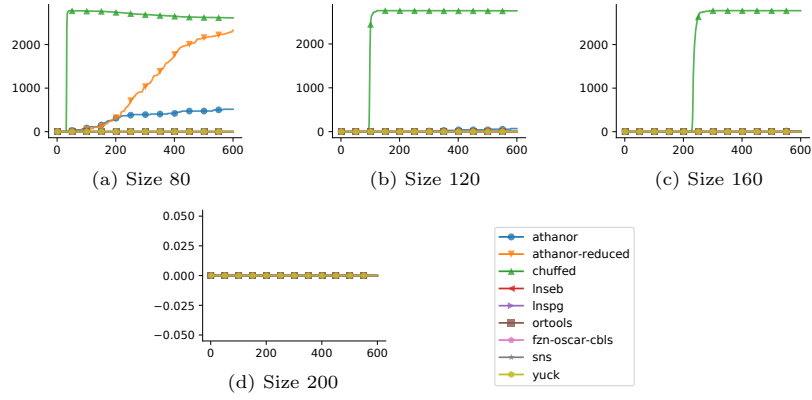 2000
1000
0
0 200 400 600
(a) Size 80
2000
1000
0
0 200 400 600
(b) Size 120
2000
1000
0
0 200 400 600
(c) Size 160
0.050
0.025
0.000
−0.025
−0.050
0 200 400 600
(d) Size 200
athanor
athanor-reduced
chuffed
lnseb
lnspg
ortools
fzn-oscar-cbls
sns
yuck